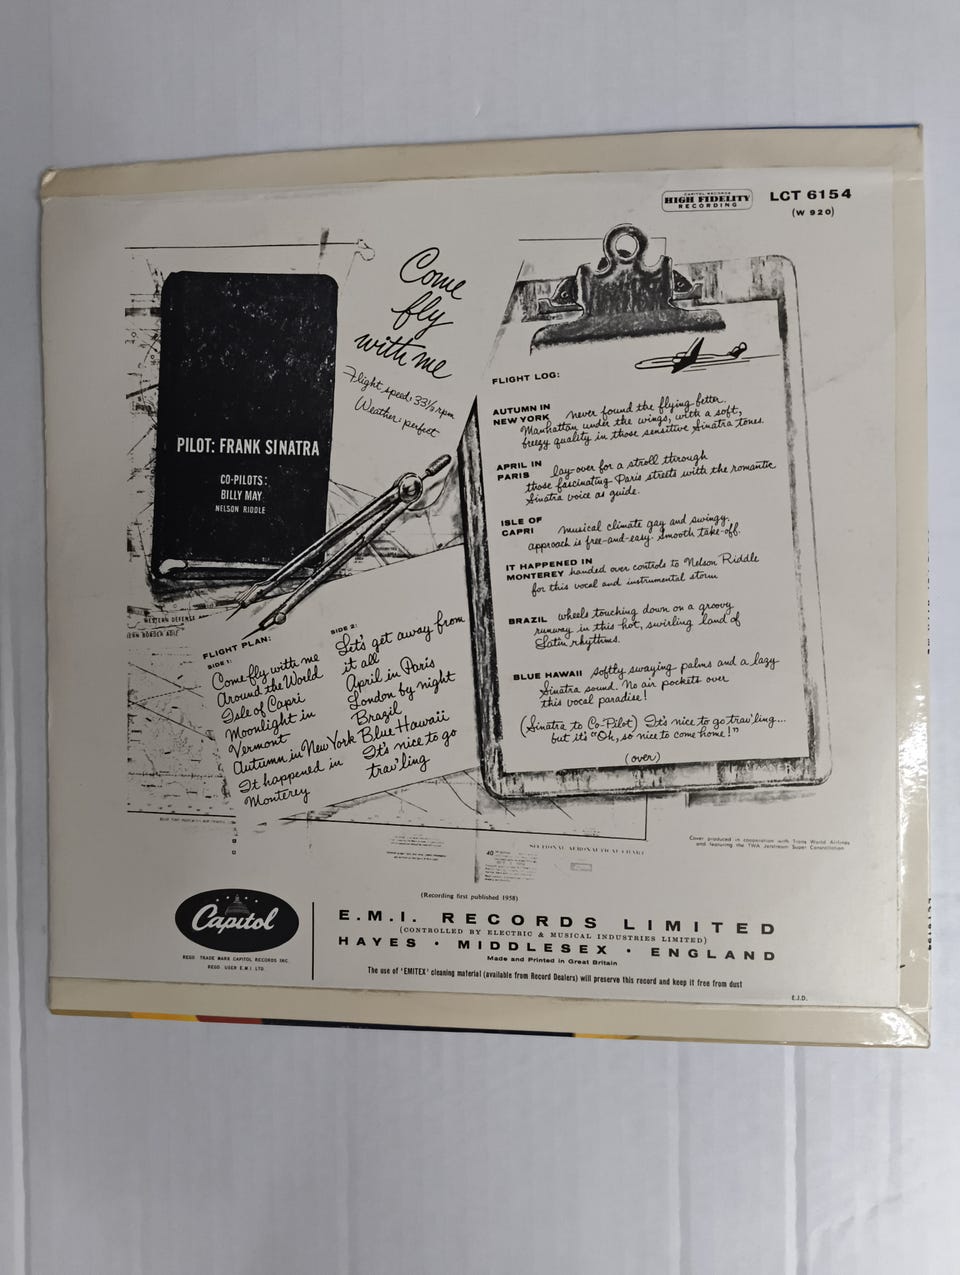 CAPITOL RECORDS
HIGH FIDELITY
RECORDING
LCT 6154
(W 920)
Come
fly
with me
Flight speed: 33⅓ rpm
Weather: perfect
PILOT: FRANK SINATRA
CO-PILOTS:
BILLY MAY
NELSON RIDDLE
WESTERN DEFENSE
FLIGHT PLAN:
SIDE 1:
Come fly with me
Around the World
Isle of Capri
Moonlight in
Vermont
Autumn in New York
It happened in
Monterey
SIDE 2:
Let's get away from
it all
April in Paris
London by night
Brazil
Blue Hawaii
It's nice to go
trav'ling
FLIGHT LOG:
AUTUMN IN
NEW YORK never found the flying better.
Manhattan under the wings, with a soft,
breezy quality in those sensitive Sinatra tones.
APRIL IN
PARIS lay-over for a stroll through
those fascinating Paris streets with the romantic
Sinatra voice as guide.
ISLE OF
CAPRI musical climate gay and swingy,
approach is free-and-easy. Smooth take-off.
IT HAPPENED IN
MONTEREY handed over controls to Nelson Riddle
for this vocal and instrumental storm
BRAZIL wheels touching down on a groovy
runway in this hot, swirling land of
Latin rhythms.
BLUE HAWAII softly swaying palms and a lazy
Sinatra sound. No air pockets over
this vocal paradise!
(Sinatra to Co-Pilot) It's nice to go trav'ling...
but it's "Oh, so nice to come home!"
(over)
SECTIONAL AERONAUTICAL CHART
Cover produced in cooperation with Trans World Airlines
and featuring the TWA Jetstream Super Constellation
(Recording first published 1958)
Capitol
REGD. TRADE MARK CAPITOL RECORDS INC.
REGD. USER E.M.I. LTD.
E.M.I. RECORDS LIMITED
(CONTROLLED BY ELECTRIC & MUSICAL INDUSTRIES LIMITED)
HAYES · MIDDLESEX · ENGLAND
Made and Printed in Great Britain
The use of 'EMITEX' cleaning material (available from Record Dealers) will preserve this record and keep it free from dust
E.J.D.